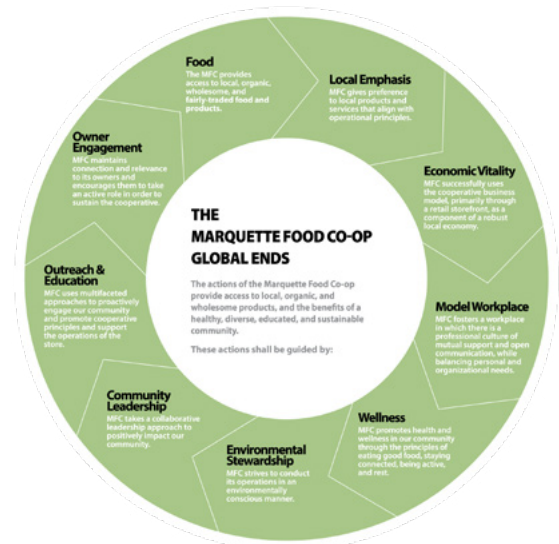 THE
MARQUETTE FOOD CO-OP
GLOBAL ENDS
The actions of the Marquette Food Co-op
provide access to local, organic, and
wholesome products, and the benefits of a
healthy, diverse, educated, and sustainable
community.
These actions shall be guided by:
Food
The MFC provides
access to local, organic,
wholesome, and
fairly-traded food and
products.
Local Emphasis
MFC gives preference
to local products and
services that align with
operational principles.
Economic Vitality
MFC successfully uses
the cooperative business
model, primarily through
a retail storefront, as a
component of a robust
local economy.
Model Workplace
MFC fosters a workplace
in which there is a
professional culture of
mutual support and open
communication, while
balancing personal and
organizational needs.
Wellness
MFC promotes health and
wellness in our community
through the principles of
eating good food, staying
connected, being active,
and rest.
Environmental
Stewardship
MFC strives to conduct
its operations in an
environmentally
conscious manner.
Community
Leadership
MFC takes a collaborative
leadership approach to
positively impact our
community.
Outreach &
Education
MFC uses multifaceted
approaches to proactively
engage our community
and promote cooperative
principles and support
the operations of the
store.
Owner
Engagement
MFC maintains
connection and relevance
to its owners and
encourages them to take
an active role in order to
sustain the cooperative.